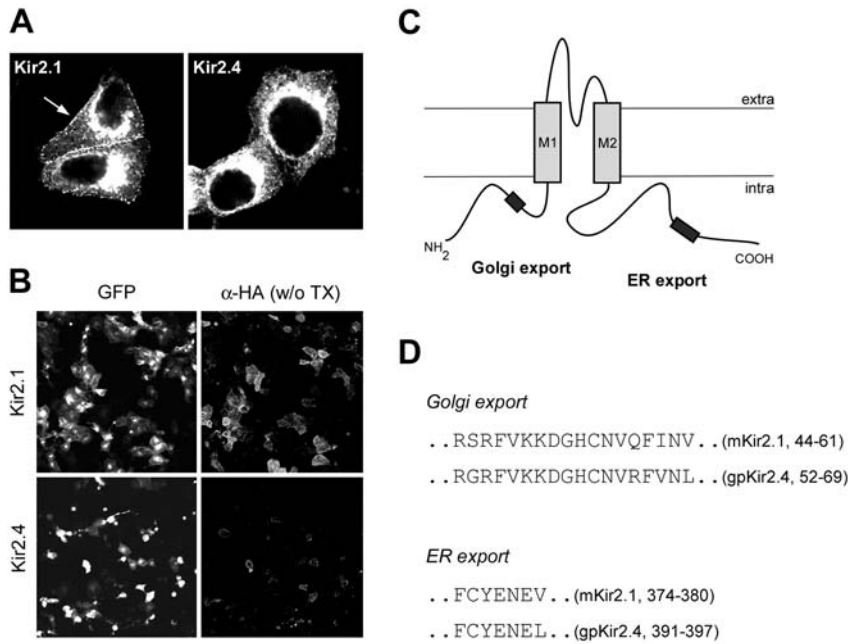 A
Kir2.1
Kir2.4
B
GFP
α-HA (w/o TX)
Kir2.1
Kir2.4
C
extra
M1
M2
intra
NH2
COOH
Golgi export
ER export
D
Golgi export
..RSRFVKKDGHCNVQFINV..(mKir2.1, 44-61)
..RGRFVKKDGHCNVRFVNL..(gpKir2.4, 52-69)
ER export
..FCYENEV..(mKir2.1, 374-380)
..FCYENEL..(gpKir2.4, 391-397)